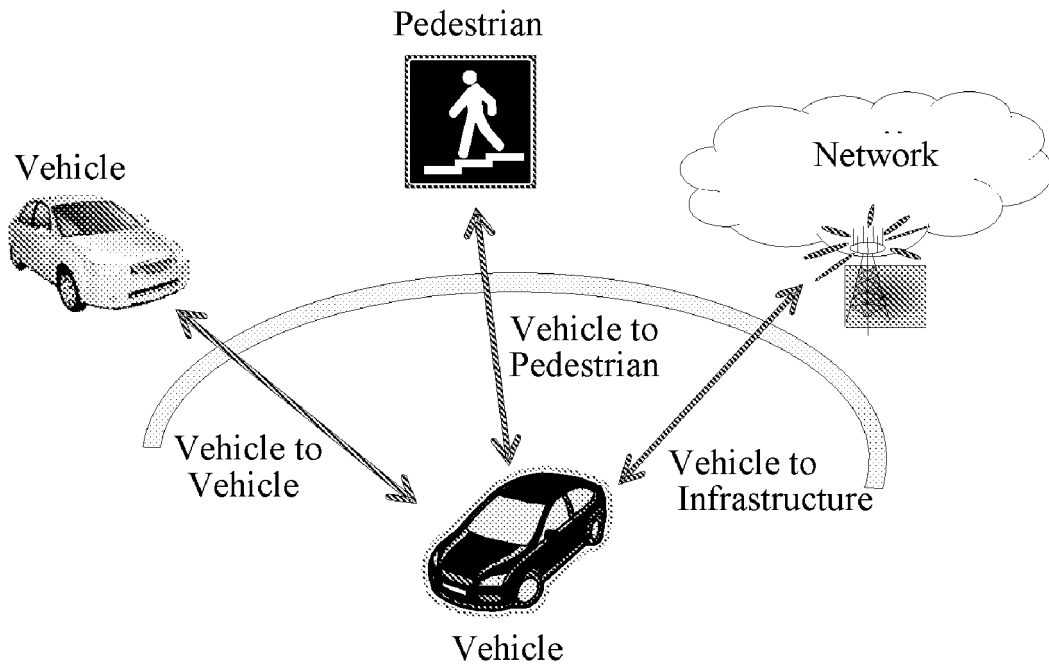 Pedestrian
Vehicle
Network
Vehicle to
Pedestrian
Vehicle to
Vehicle
Vehicle to
Infrastructure
Vehicle